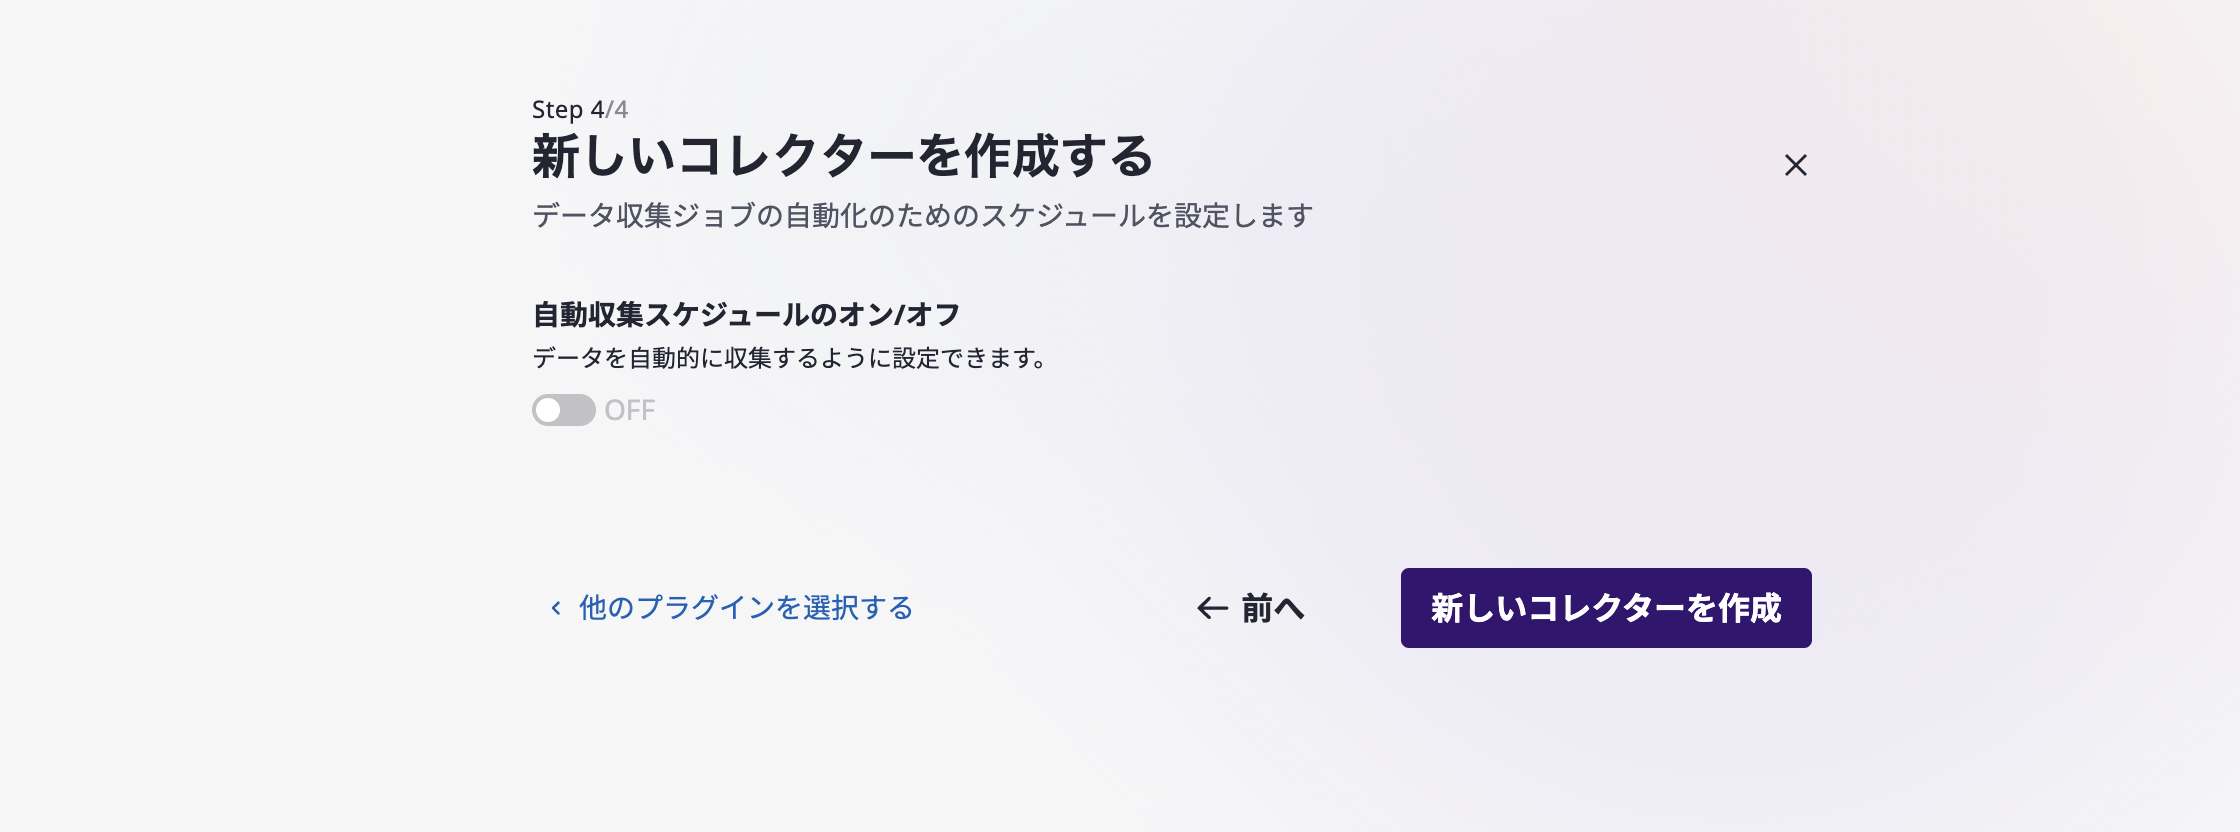 Step 4/4
新しいコレクターを作成する
データ収集ジョブの自動化のためのスケジュールを設定します
自動収集スケジュールのオン/オフ
データを自動的に収集するように設定できます。
OFF
他のプラグインを選択する
前へ
新しいコレクターを作成